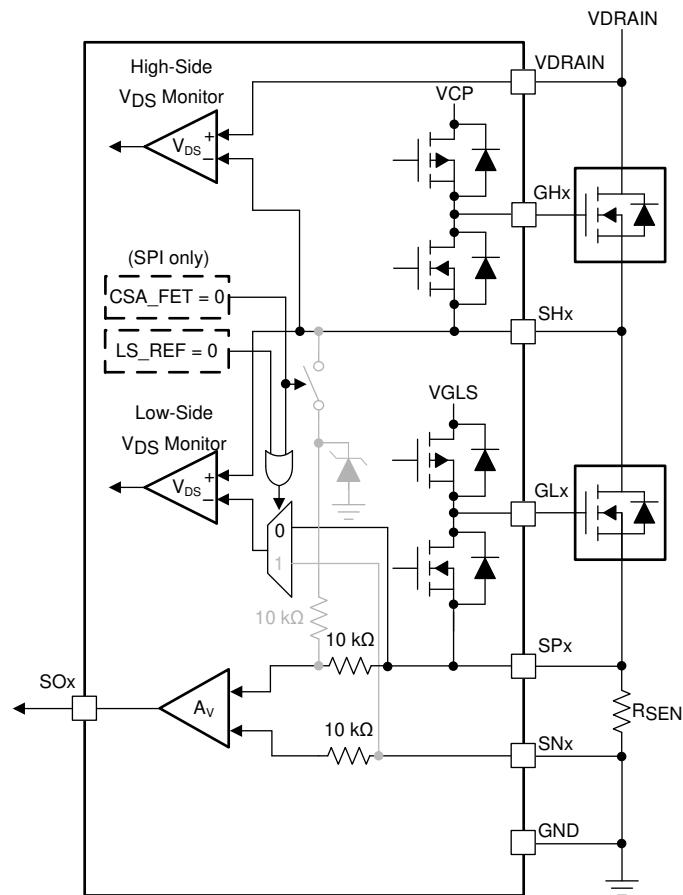 VDRAIN
VDRAIN
High-Side
VDS Monitor
VDS
+
−
VCP
GHx
(SPI only)
CSA_FET = 0
LS_REF = 0
SHx
VGLS
Low-Side
VDS Monitor
VDS
+
−
0
1
GLx
10 kΩ
10 kΩ
SPx
SOx
AV
RSEN
10 kΩ
SNx
GND